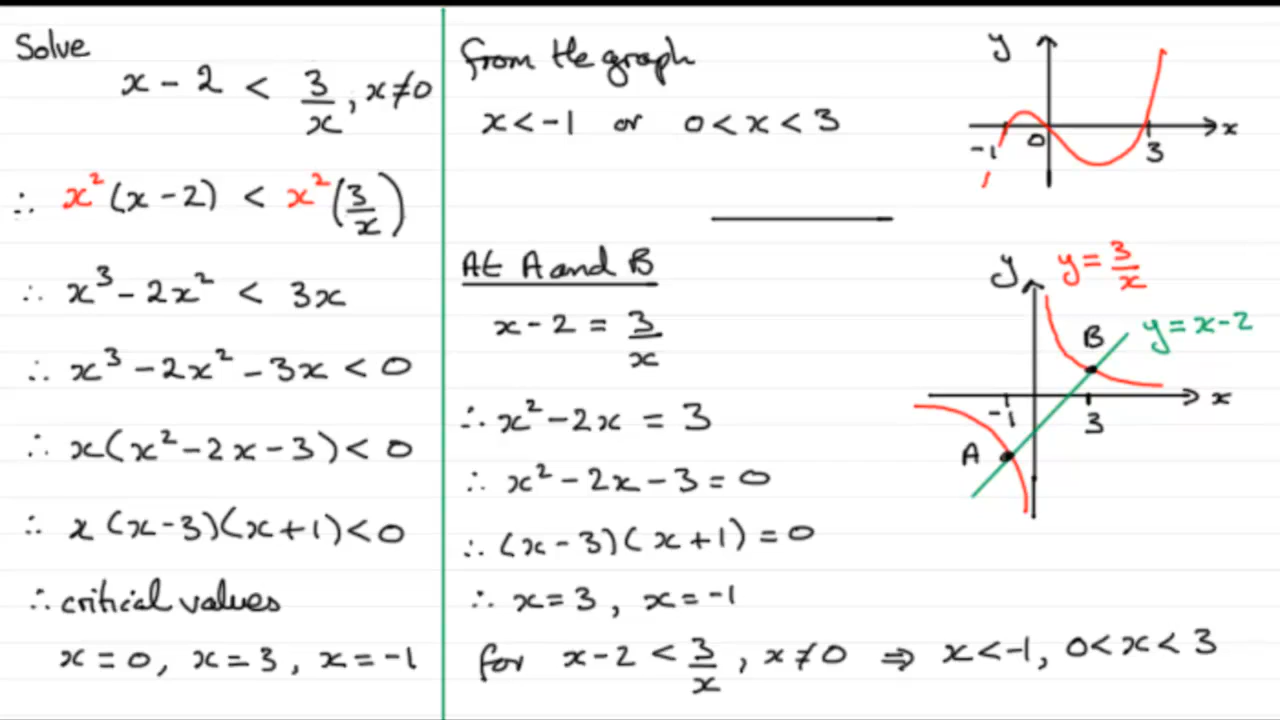 Solve
x - 2 < 3/x, x ≠ 0
∴ x²(x - 2) < x²(3/x)
∴ x³ - 2x² < 3x
∴ x³ - 2x² - 3x < 0
∴ x(x² - 2x - 3) < 0
∴ x(x - 3)(x + 1) < 0
∴ critical values
x = 0, x = 3, x = -1
from the graph
x < -1 or 0 < x < 3
y
x
-1
0
3
At A and B
x - 2 = 3/x
∴ x² - 2x = 3
∴ x² - 2x - 3 = 0
∴ (x - 3)(x + 1) = 0
∴ x = 3, x = -1
for x - 2 < 3/x, x ≠ 0 ⇒ x < -1, 0 < x < 3
y
y = 3/x
y = x - 2
B
x
-1
3
A